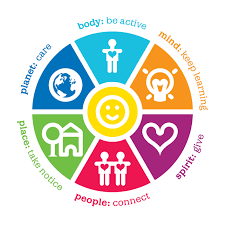 body: be active
mind: keep learning
spirit: give
people: connect
place: take notice
planet: care